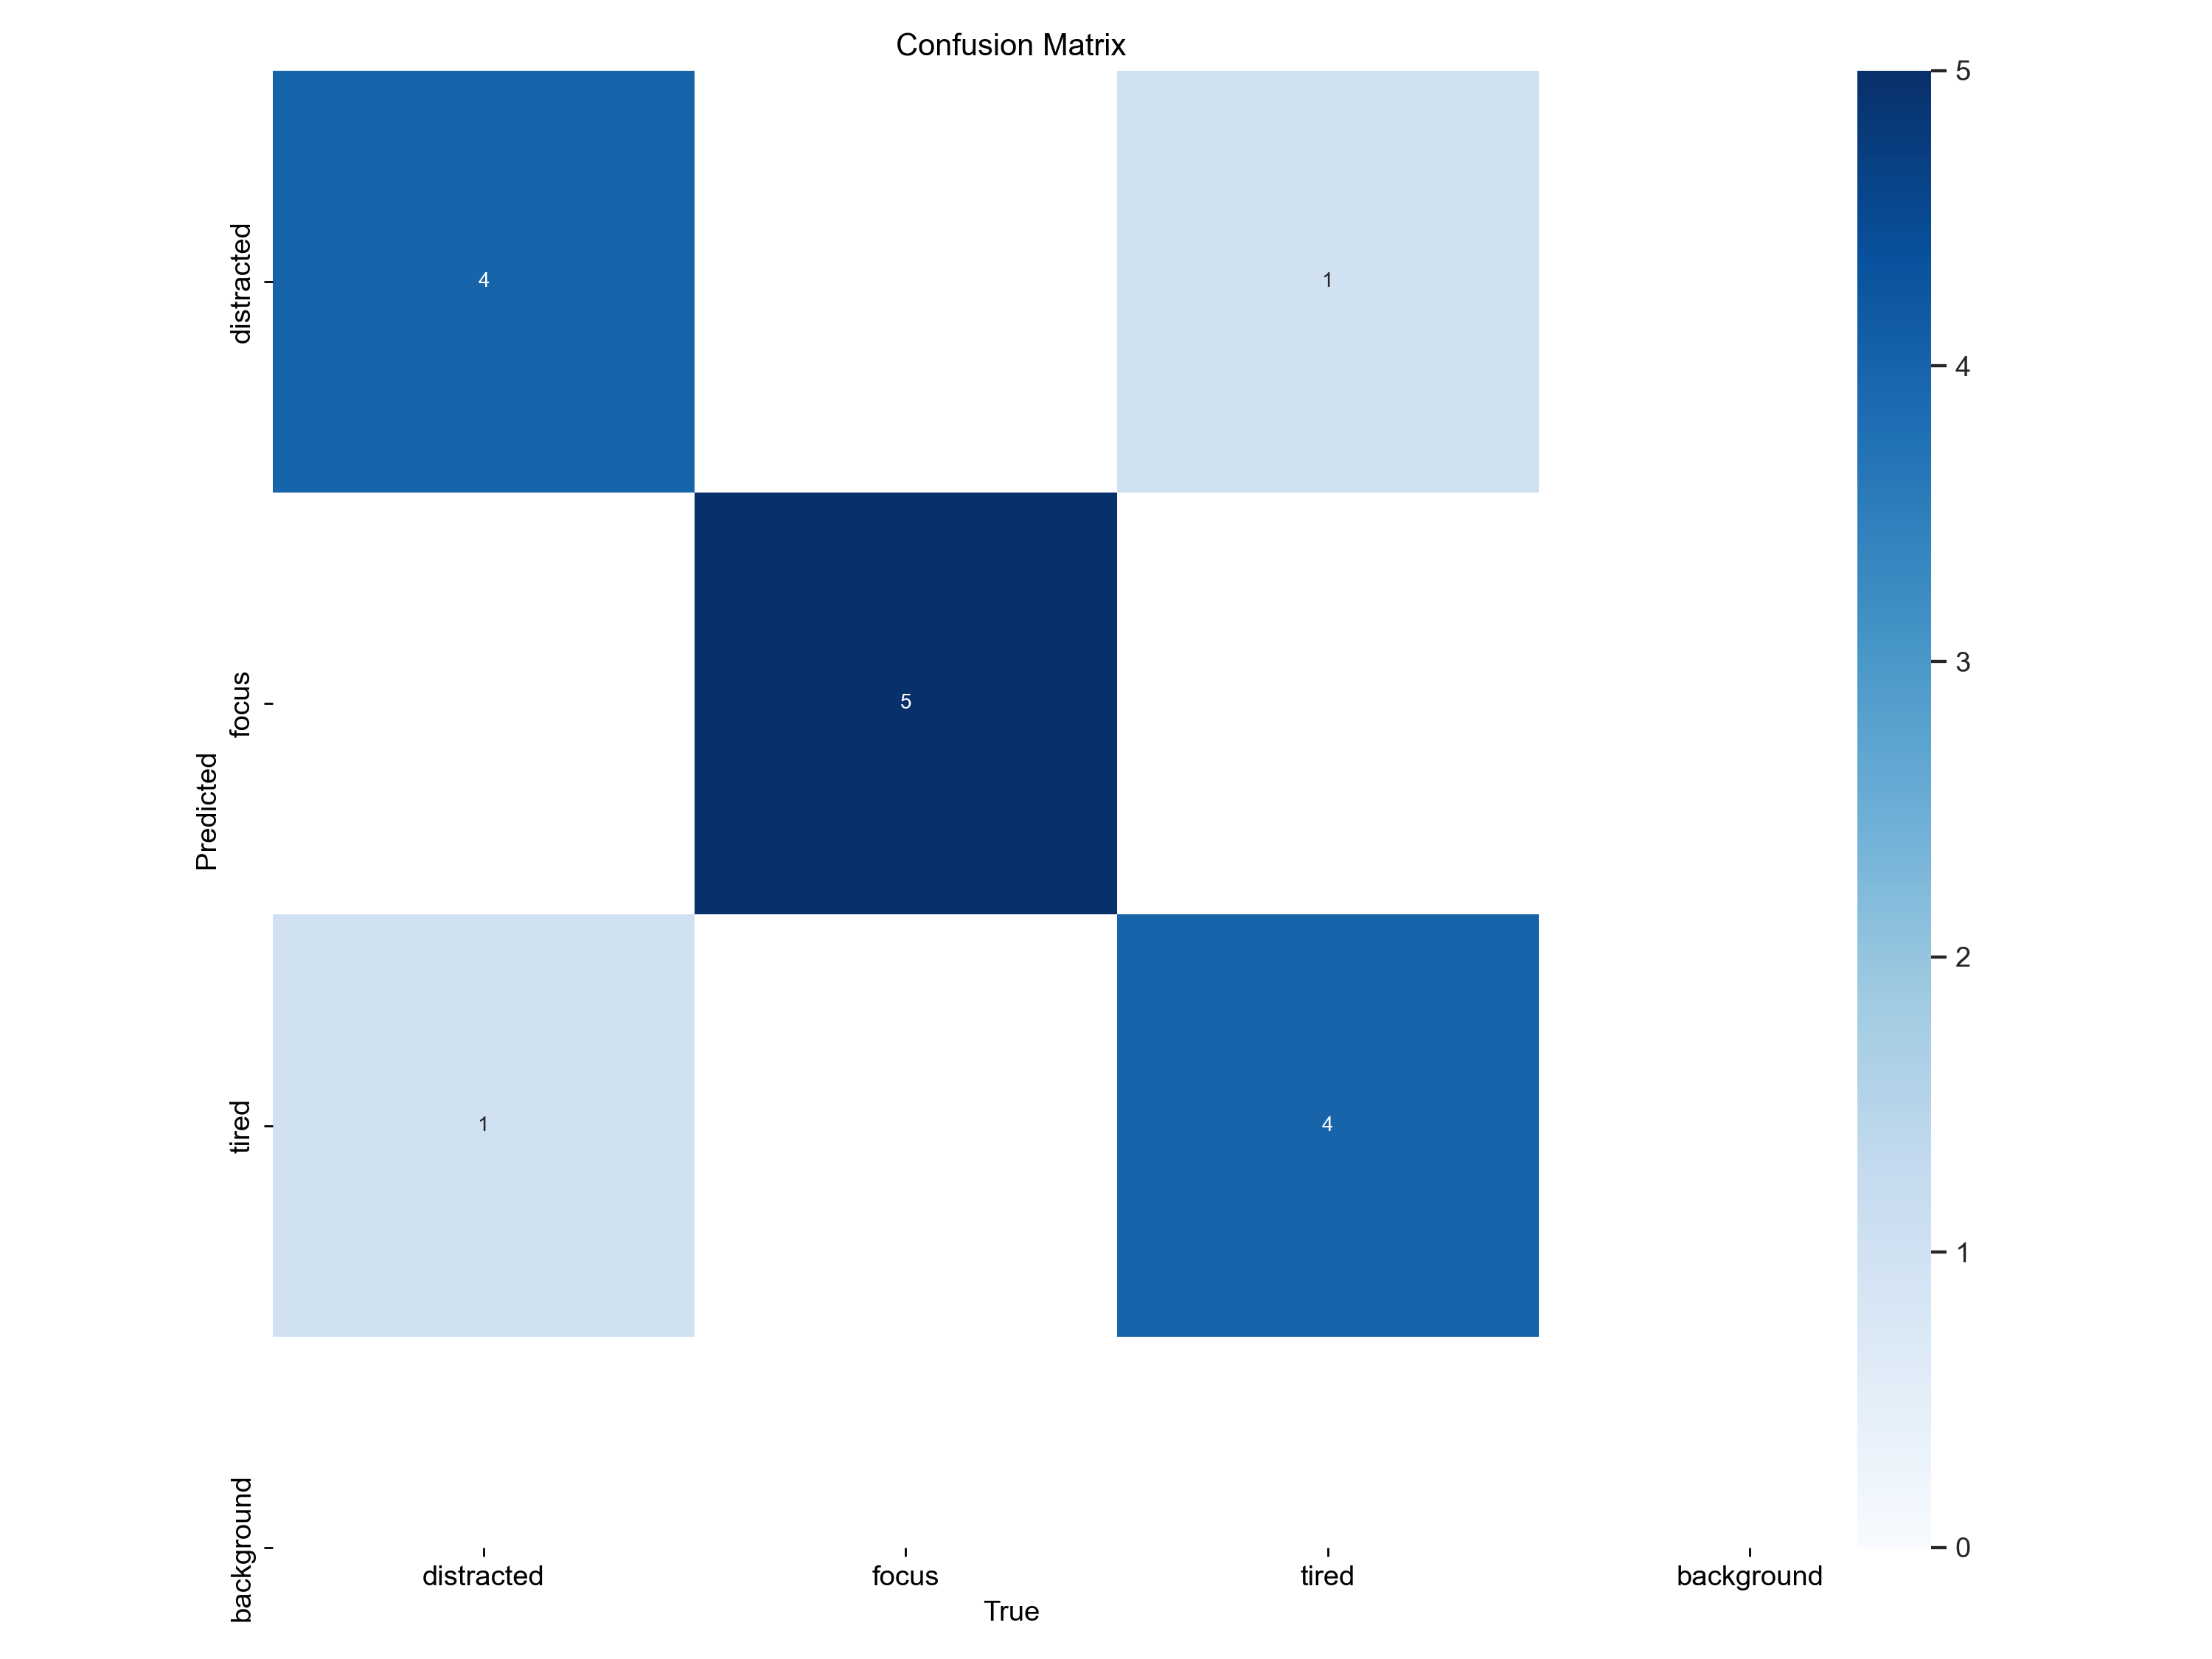 Confusion Matrix
5
distracted
4
1
4
3
focus
5
Predicted
2
tired
1
4
1
background
0
distracted
focus
tired
background
True